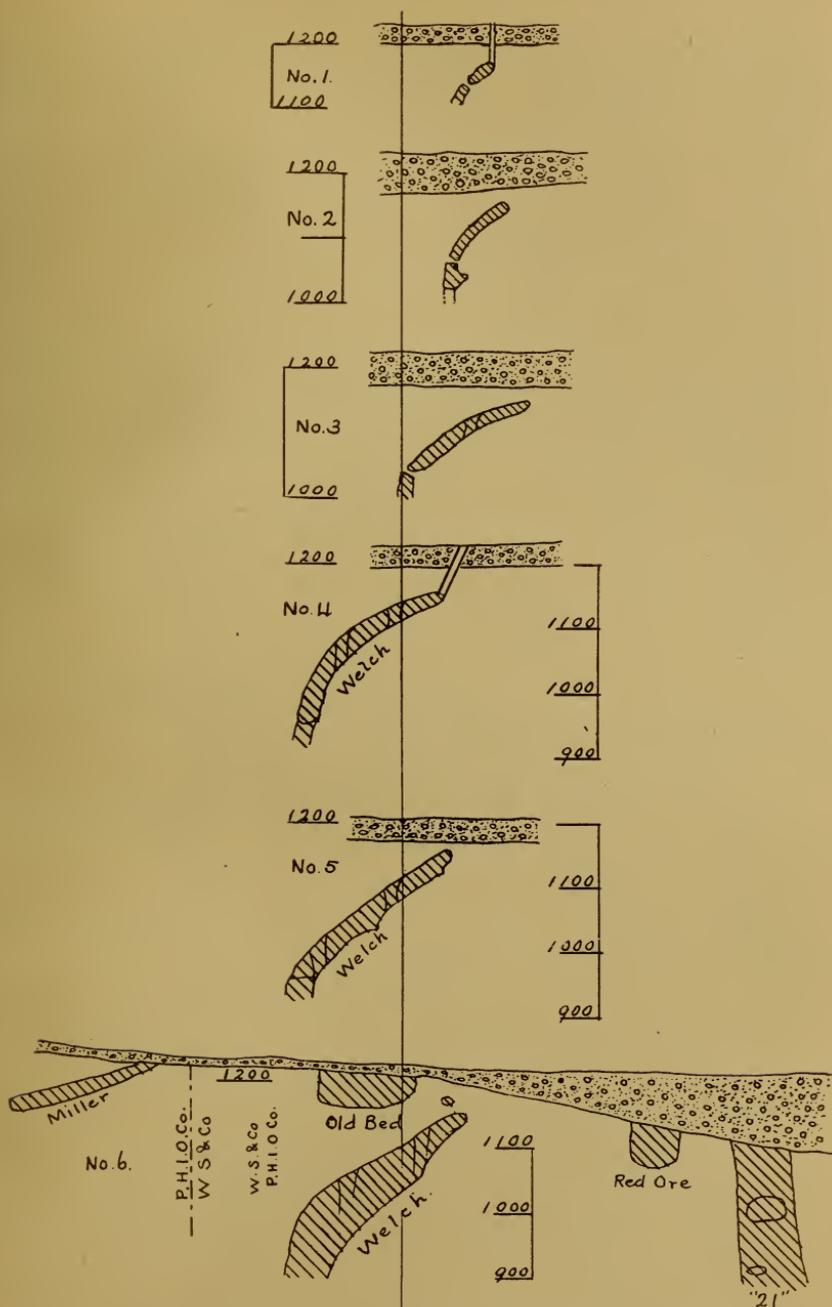 1200
No. 1.
1100
1200
No. 2
1000
1200
No. 3
1000
1200
No. 4
1100
Welch
1000
900
1200
No. 5
1100
Welch
1000
900
1200
Miller
Old Bed
No. 6.
P.H.I.O.Co.
W S & Co
W. S. & Co
P.H.I.O Co.
1100
Red Ore
1000
Welch.
900
"21"